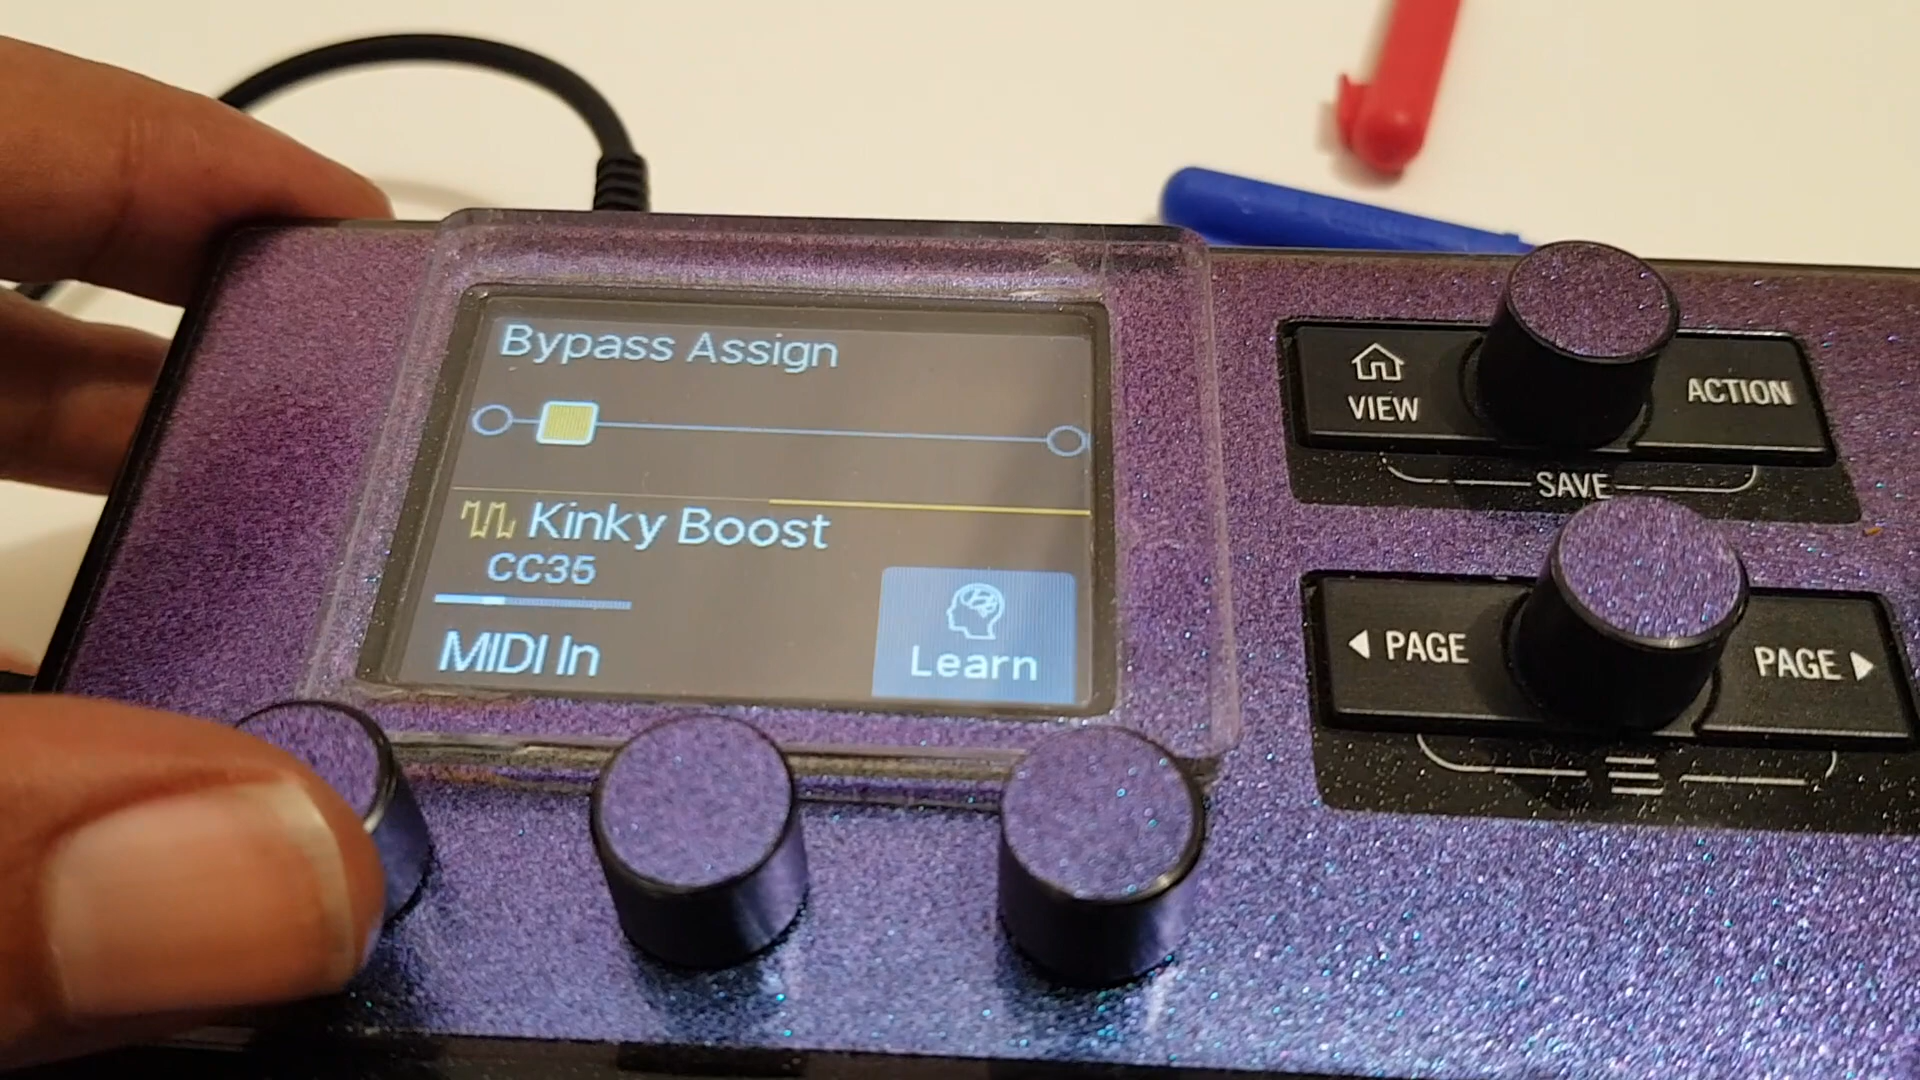 Bypass Assign
Kinky Boost
CC35
MIDI In
Learn
VIEW
ACTION
SAVE
◀ PAGE
PAGE ▶